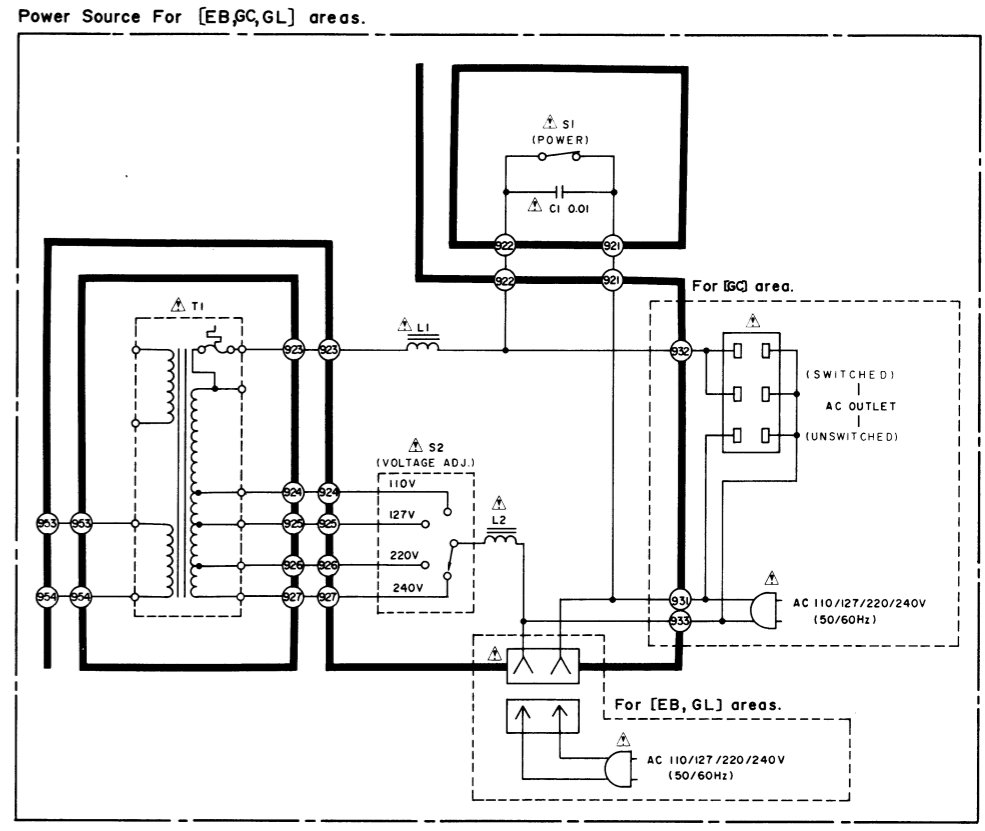 Power Source For [EB,GC,GL] areas.
S1
(POWER)
C1 0.01
922
921
922
921
For [GC] area.
T1
L1
923
923
932
(SWITCHED)
AC OUTLET
(UNSWITCHED)
S2
(VOLTAGE ADJ.)
110V
924
924
L2
127V
953
953
925
925
220V
926
926
240V
954
954
927
927
931
AC 110/127/220/240V
933
(50/60Hz)
For [EB, GL] areas.
AC 110/127/220/240V
(50/60Hz)